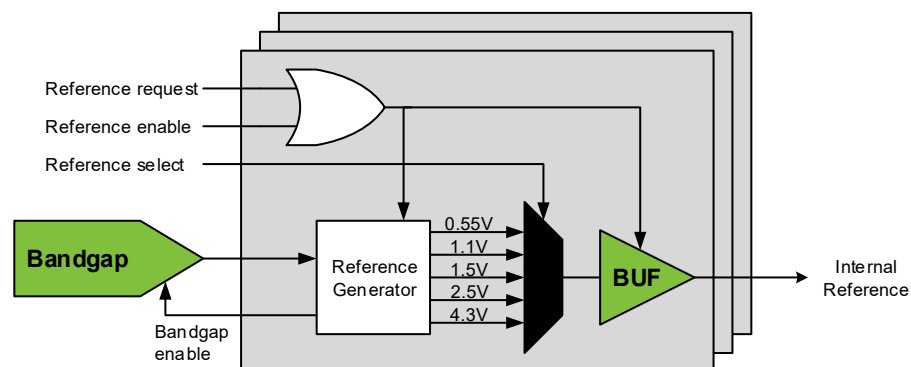 Reference request
Reference enable
Reference select
0.55V
Bandgap
1.1V
Reference
Generator
1.5V
BUF
Internal
Reference
2.5V
4.3V
Bandgap
enable